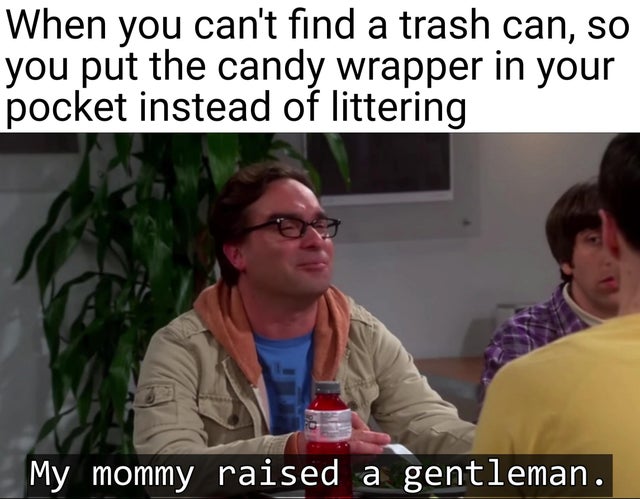 When you can't find a trash can, so
you put the candy wrapper in your
pocket instead of littering
My mommy raised a gentleman.